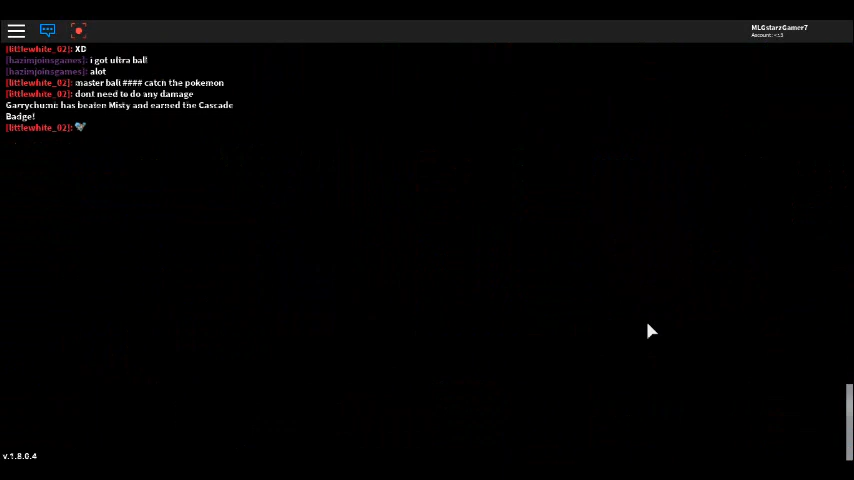 MLGstarzGamer7
[littlewhite_02]: XD
[hazimjoinsgames]: i got ultra ball
[hazimjoinsgames]: alot
[littlewhite_02]: master ball #### catch the pokemon
[littlewhite_02]: dont need to do any damage
has beaten Misty and earned the Cascade
Badge!
[littlewhite_02]:
v.1.8.0.4